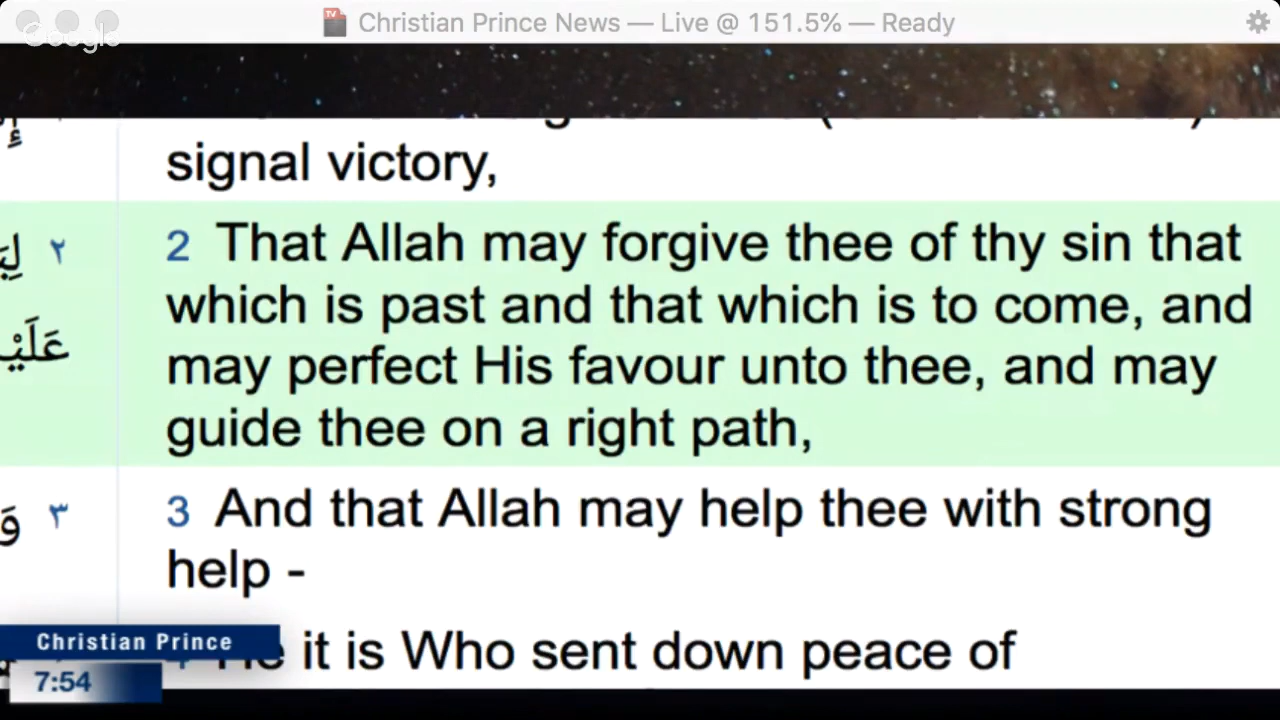 Christian Prince News — Live @ 151.5% — Ready
Google
signal victory,
٢ 2 That Allah may forgive thee of thy sin that
which is past and that which is to come, and
may perfect His favour unto thee, and may
guide thee on a right path,
٣ 3 And that Allah may help thee with strong
help -
it is Who sent down peace of
Christian Prince
7:54